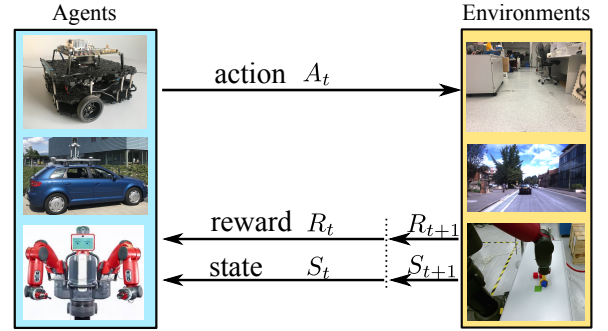 Agents
Environments
action A_t
reward R_t R_{t+1}
state S_t S_{t+1}